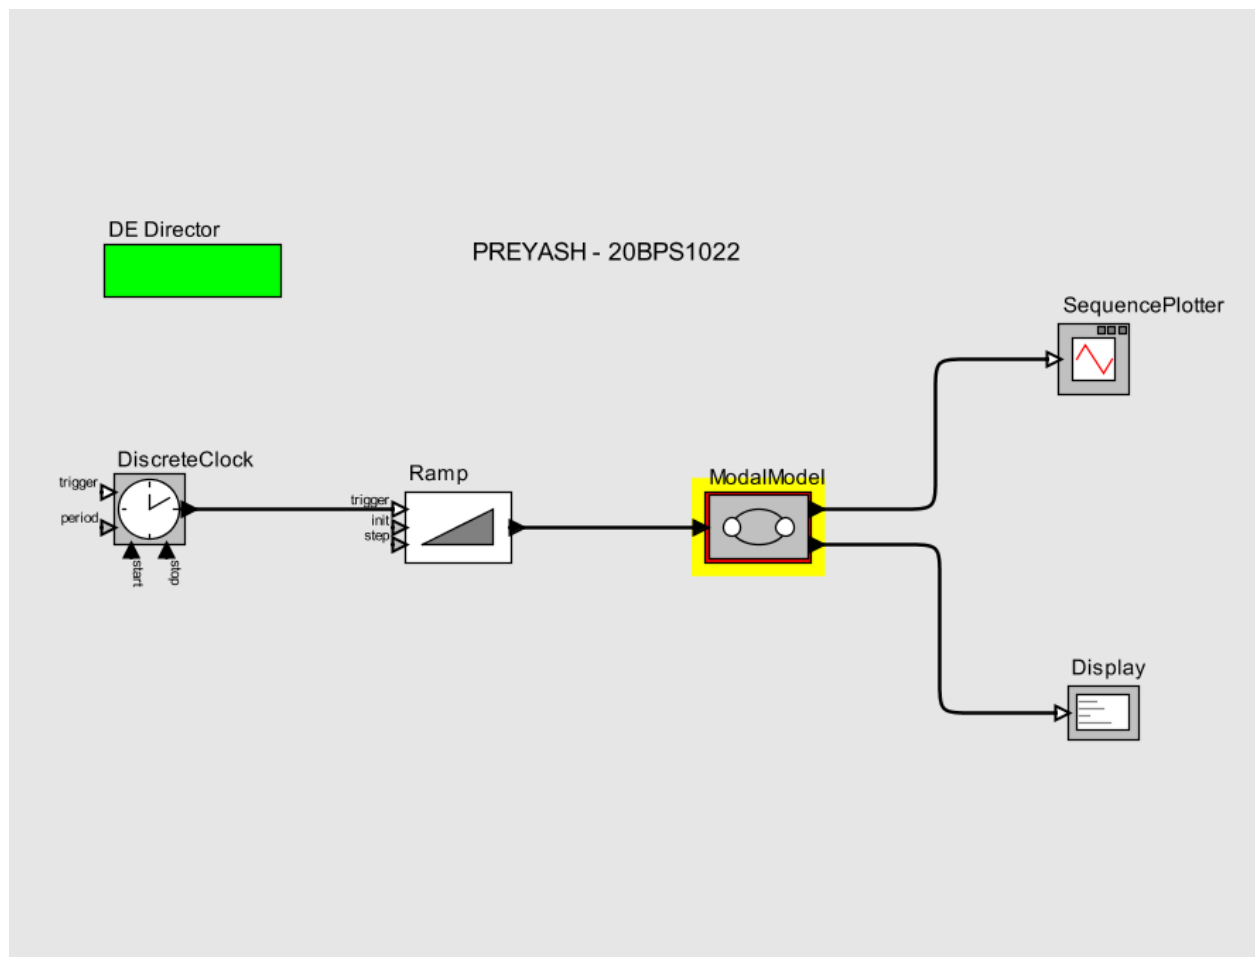 DE Director
PREYASH - 20BPS1022
SequencePlotter
DiscreteClock
trigger
period
start
stop
Ramp
trigger
init
step
ModalModel
Display